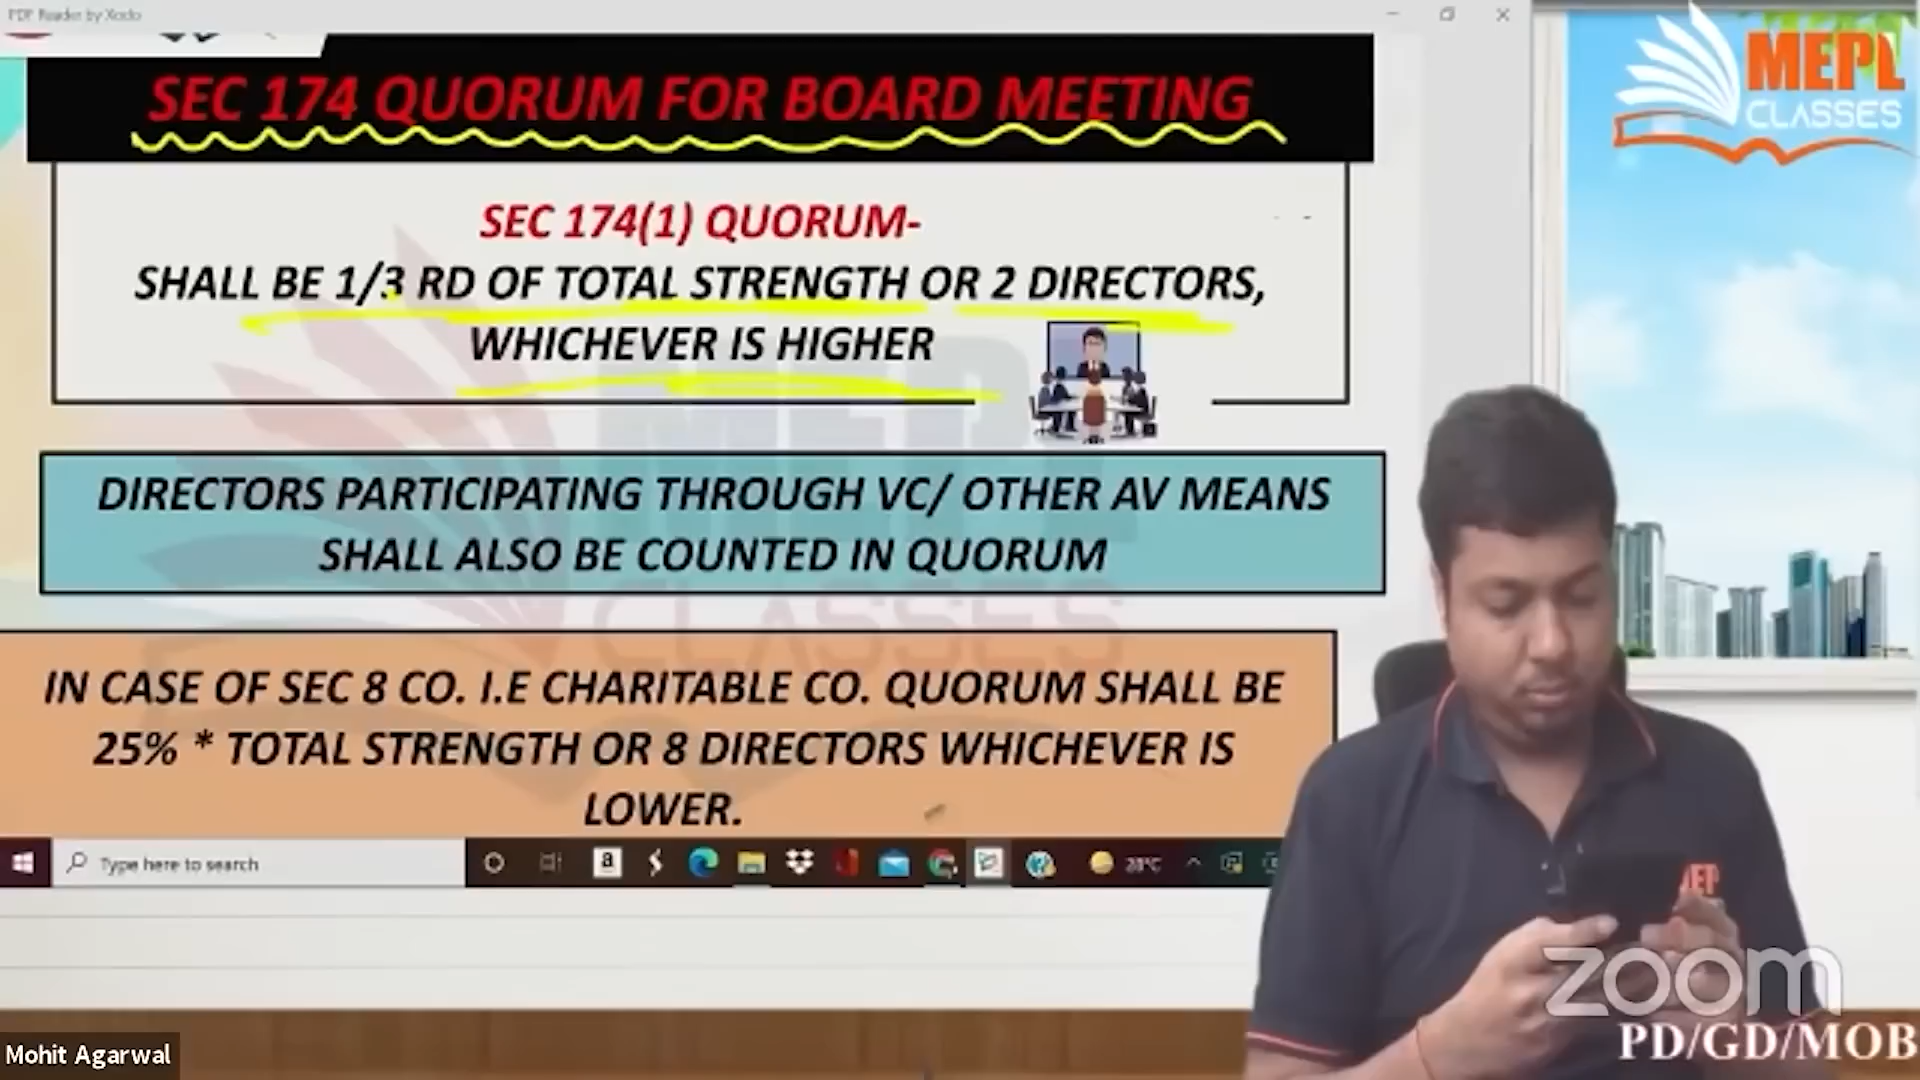 PDF Reader by Xodo
MEPL
CLASSES
SEC 174 QUORUM FOR BOARD MEETING
SEC 174(1) QUORUM-
SHALL BE 1/3 RD OF TOTAL STRENGTH OR 2 DIRECTORS,
WHICHEVER IS HIGHER
DIRECTORS PARTICIPATING THROUGH VC/ OTHER AV MEANS
SHALL ALSO BE COUNTED IN QUORUM
IN CASE OF SEC 8 CO. I.E CHARITABLE CO. QUORUM SHALL BE
25% * TOTAL STRENGTH OR 8 DIRECTORS WHICHEVER IS
LOWER.
Type here to search
28°C
MEP
zoom
PD/GD/MOB
Mohit Agarwal